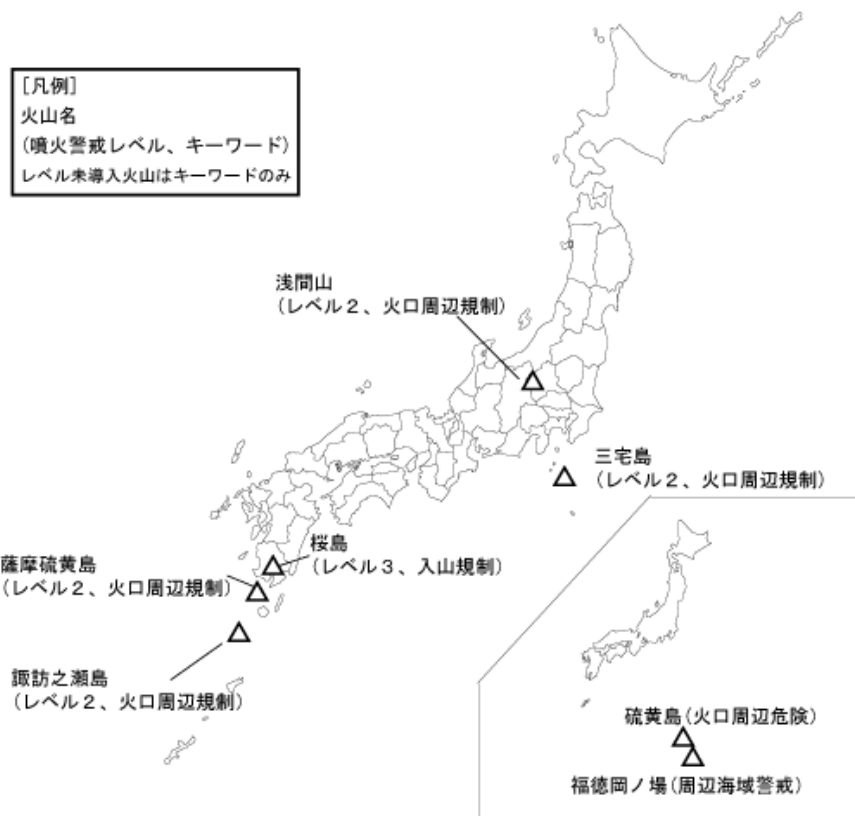 ［凡例］
火山名
（噴火警戒レベル、キーワード）
レベル未導入火山はキーワードのみ
浅間山
（レベル２、火口周辺規制）
三宅島
（レベル２、火口周辺規制）
桜島
（レベル３、入山規制）
薩摩硫黄島
（レベル２、火口周辺規制）
諏訪之瀬島
（レベル２、火口周辺規制）
硫黄島（火口周辺危険）
福徳岡ノ場（周辺海域警戒）